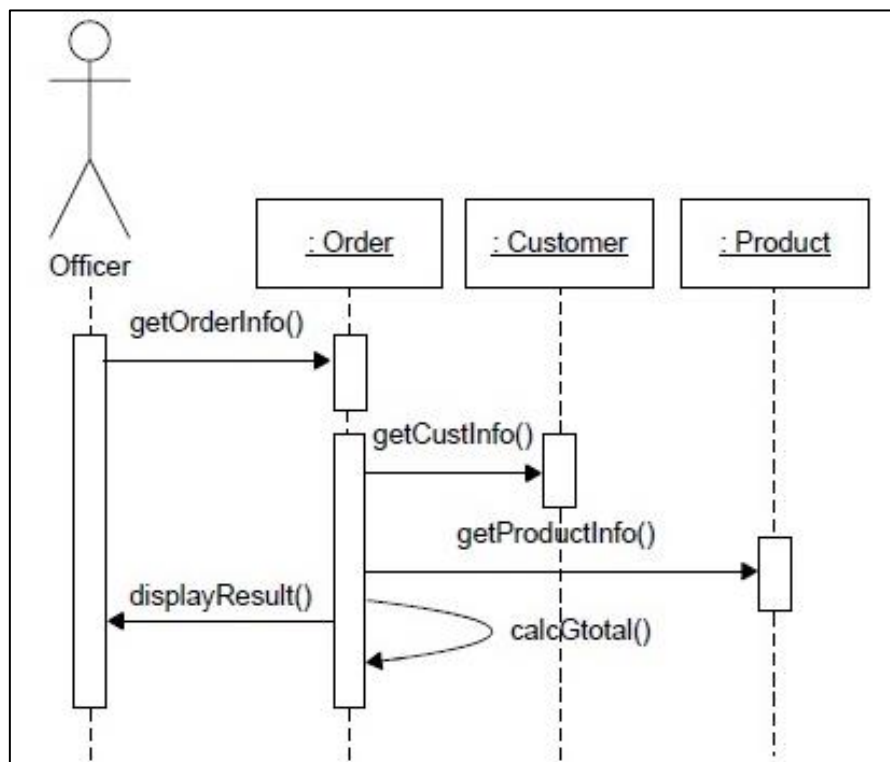 : Order
: Customer
: Product
Officer
getOrderInfo()
getCustInfo()
getProductInfo()
displayResult()
calcGtotal()